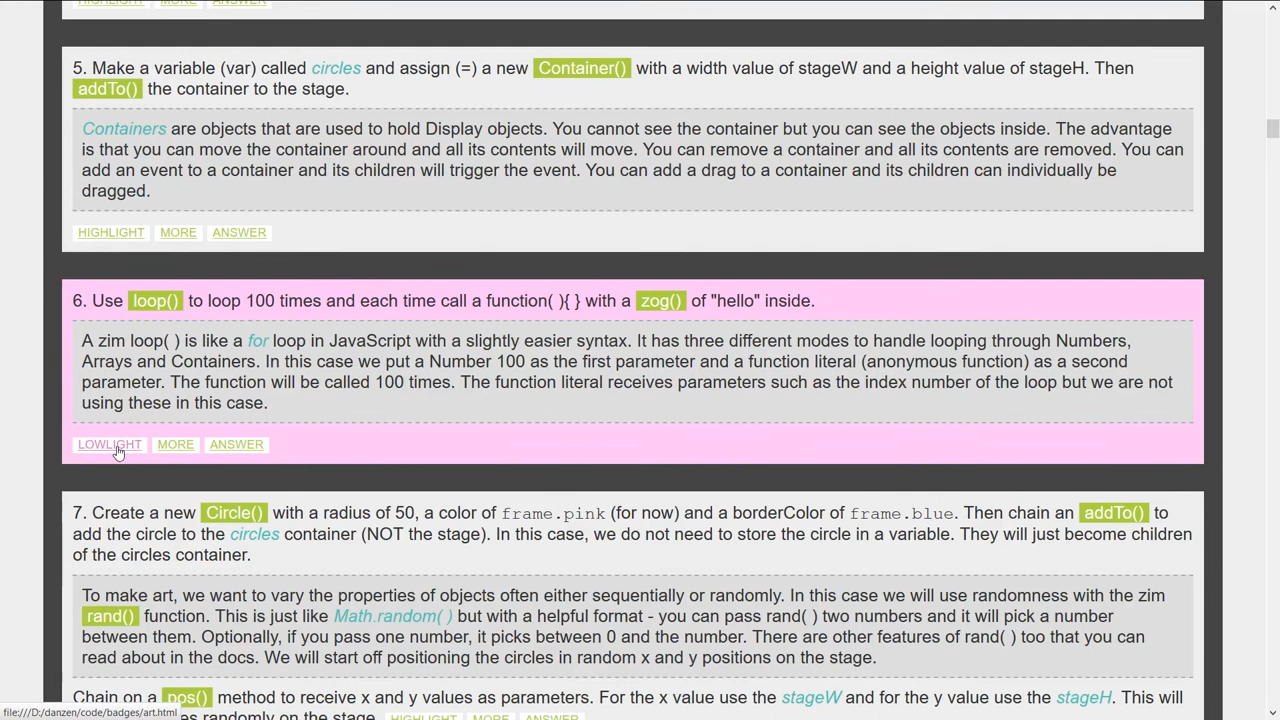 HIGHLIGHT MORE ANSWER
5. Make a variable (var) called circles and assign (=) a new Container() with a width value of stageW and a height value of stageH. Then
addTo() the container to the stage.
Containers are objects that are used to hold Display objects. You cannot see the container but you can see the objects inside. The advantage
is that you can move the container around and all its contents will move. You can remove a container and all its contents are removed. You can
add an event to a container and its children will trigger the event. You can add a drag to a container and its children can individually be
dragged.
HIGHLIGHT MORE ANSWER
6. Use loop() to loop 100 times and each time call a function( ){ } with a zog() of "hello" inside.
A zim loop( ) is like a for loop in JavaScript with a slightly easier syntax. It has three different modes to handle looping through Numbers,
Arrays and Containers. In this case we put a Number 100 as the first parameter and a function literal (anonymous function) as a second
parameter. The function will be called 100 times. The function literal receives parameters such as the index number of the loop but we are not
using these in this case.
LOWLIGHT MORE ANSWER
7. Create a new Circle() with a radius of 50, a color of frame.pink (for now) and a borderColor of frame.blue. Then chain an addTo() to
add the circle to the circles container (NOT the stage). In this case, we do not need to store the circle in a variable. They will just become children
of the circles container.
To make art, we want to vary the properties of objects often either sequentially or randomly. In this case we will use randomness with the zim
rand() function. This is just like Math.random( ) but with a helpful format - you can pass rand( ) two numbers and it will pick a number
between them. Optionally, if you pass one number, it picks between 0 and the number. There are other features of rand( ) too that you can
read about in the docs. We will start off positioning the circles in random x and y positions on the stage.
Chain on a pos() method to receive x and y values as parameters. For the x value use the stageW and for the y value use the stageH. This will
es randomly on the stage. HIGHLIGHT MORE ANSWER
file:///D:/danzen/code/badges/art.html